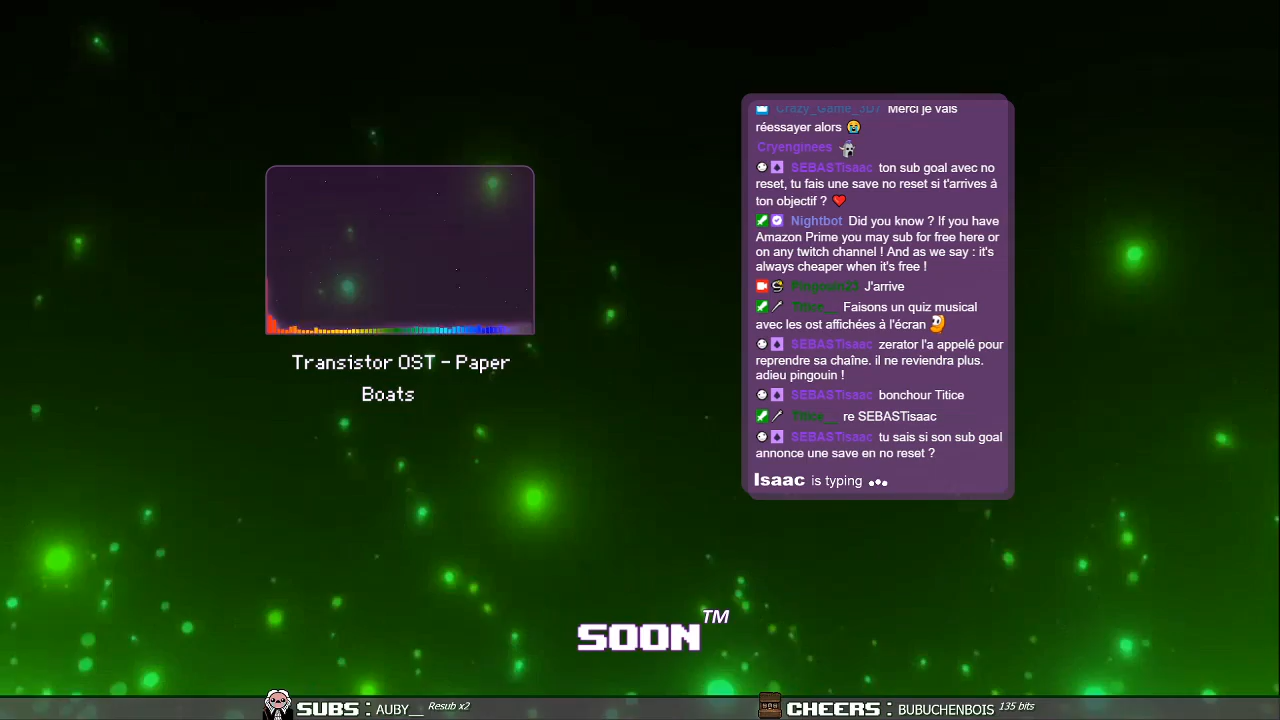 Crazy_Game_3D7 Merci je vais
réessayer alors
Cryenginees
SEBASTisaac ton sub goal avec no
reset, tu fais une save no reset si t'arrives à
ton objectif ?
Nightbot Did you know ? If you have
Amazon Prime you may sub for free here or
on any twitch channel ! And as we say : it's
always cheaper when it's free !
Pingouin23 J'arrive
Titice__ Faisons un quiz musical
avec les ost affichées à l'écran
SEBASTisaac zerator l'a appelé pour
reprendre sa chaîne. il ne reviendra plus.
adieu pingouin !
SEBASTisaac bonchour Titice
Titice__ re SEBASTisaac
SEBASTisaac tu sais si son sub goal
annonce une save en no reset ?
Isaac is typing
Transistor OST - Paper
Boats
SOON™
SUBS : AUBY__ Resub x2
CHEERS : BUBUCHENBOIS 135 bits